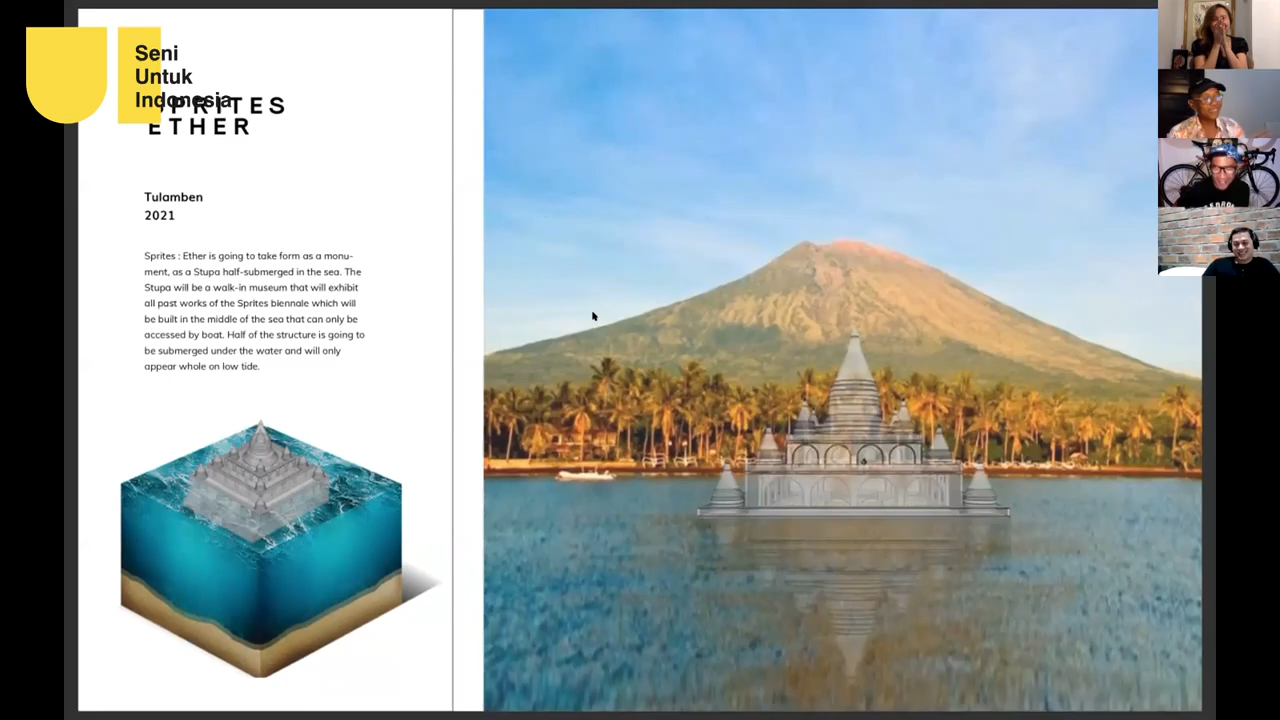 Seni
Untuk
Indonesia
SPRITES
ETHER
Tulamben
2021
Sprites : Ether is going to take form as a monu-
ment, as a Stupa half-submerged in the sea. The
Stupa will be a walk-in museum that will exhibit
all past works of the Sprites biennale which will
be built in the middle of the sea that can only be
accessed by boat. Half of the structure is going to
be submerged under the water and will only
appear whole on low tide.